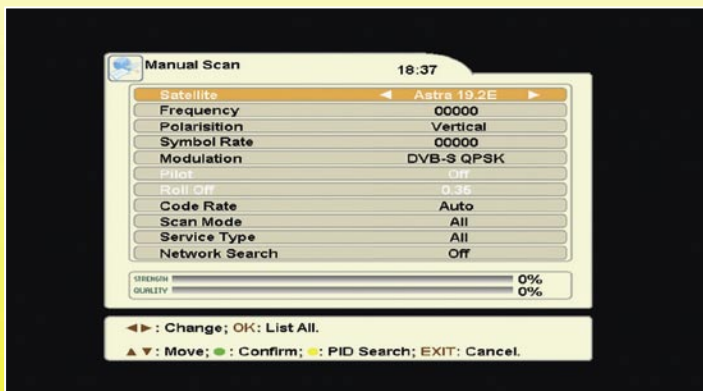 Manual Scan 18:37
Satellite ◄ Astra 19.2E ►
Frequency 00000
Polarisition Vertical
Symbol Rate 00000
Modulation DVB-S QPSK
Pilot Off
Roll Off 0.35
Code Rate Auto
Scan Mode All
Service Type All
Network Search Off
STRENGTH 0%
QUALITY 0%
◄►: Change; OK: List All.
▲▼: Move; ●: Confirm; ●: PID Search; EXIT: Cancel.